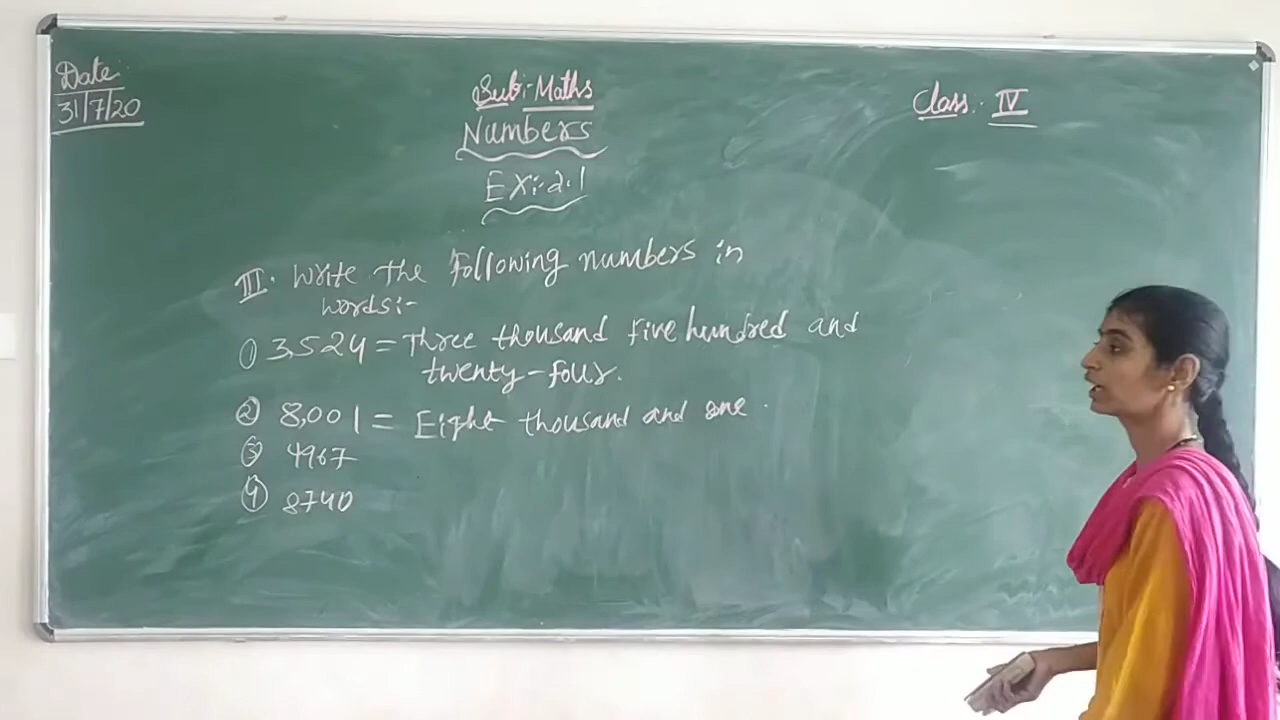 Date
31/7/20
Sub:- Maths
Class: IV
Numbers
Ex:-2.1
III. Write the following numbers in
words:-
① 3,524 = Three thousand five hundred and
twenty-four.
② 8,001 = Eight thousand and one.
③ 4967
④ 8740